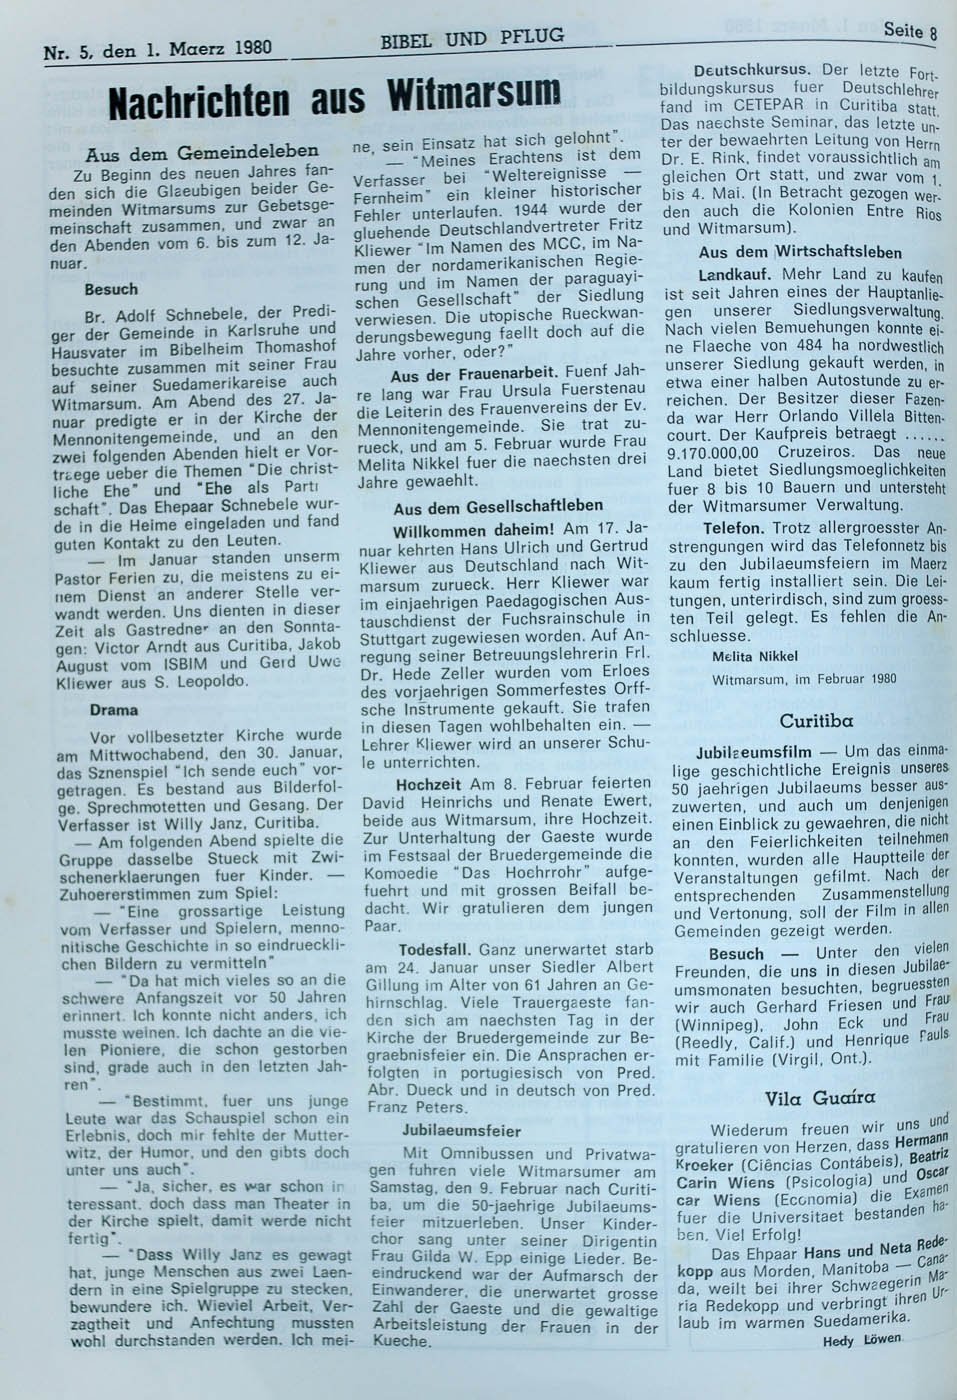 Nr. 5, den 1. Maerz 1980
BIBEL UND PFLUG
Seite 8
Nachrichten aus Witmarsum
Aus dem Gemeindeleben
Zu Beginn des neuen Jahres fan-
den sich die Glaeubigen beider Ge-
meinden Witmarsums zur Gebetsge-
meinschaft zusammen, und zwar an
den Abenden vom 6. bis zum 12. Ja-
nuar.
Besuch
Br. Adolf Schnebele, der Predi-
ger der Gemeinde in Karlsruhe und
Hausvater im Bibelheim Thomashof
besuchte zusammen mit seiner Frau
auf seiner Suedamerikareise auch
Witmarsum. Am Abend des 27. Ja-
nuar predigte er in der Kirche der
Mennonitengemeinde, und an den
zwei folgenden Abenden hielt er Vor-
traege ueber die Themen "Die christ-
liche Ehe" und "Ehe als Parti
schaft". Das Ehepaar Schnebele wur-
de in die Heime eingeladen und fand
guten Kontakt zu den Leuten.
— Im Januar standen unserm
Pastor Ferien zu, die meistens zu ei-
nem Dienst an anderer Stelle ver-
wandt werden. Uns dienten in dieser
Zeit als Gastredner an den Sonnta-
gen: Victor Arndt aus Curitiba, Jakob
August vom ISBIM und Gerd Uwe
Kliewer aus S. Leopoldo.
Drama
Vor vollbesetzter Kirche wurde
am Mittwochabend, den 30. Januar,
das Sznenspiel "Ich sende euch" vor-
getragen. Es bestand aus Bilderfol-
ge. Sprechmotetten und Gesang. Der
Verfasser ist Willy Janz, Curitiba.
— Am folgenden Abend spielte die
Gruppe dasselbe Stueck mit Zwi-
schenerklaerungen fuer Kinder. —
Zuhoererstimmen zum Spiel:
— "Eine grossartige Leistung
vom Verfasser und Spielern, menno-
nitische Geschichte in so eindrueckli-
chen Bildern zu vermitteln"
— "Da hat mich vieles so an die
schwere Anfangszeit vor 50 Jahren
erinnert. Ich konnte nicht anders, ich
musste weinen. Ich dachte an die vie-
len Pioniere, die schon gestorben
sind, grade auch in den letzten Jah-
ren".
— "Bestimmt, fuer uns junge
Leute war das Schauspiel schon ein
Erlebnis, doch mir fehlte der Mutter-
witz, der Humor, und den gibts doch
unter uns auch".
— "Ja, sicher, es war schon in
teressant, doch dass man Theater in
der Kirche spielt, damit werde nicht
fertig".
— "Dass Willy Janz es gewagt
hat, junge Menschen aus zwei Laen-
dern in eine Spielgruppe zu stecken,
bewundere ich. Wieviel Arbeit, Ver-
zagtheit und Anfechtung mussten
wohl durchstanden werden. Ich mei-
ne, sein Einsatz hat sich gelohnt".
— "Meines Erachtens ist dem
Verfasser bei "Weltereignisse —
Fernheim" ein kleiner historischer
Fehler unterlaufen. 1944 wurde der
gluehende Deutschlandvertreter Fritz
Kliewer "Im Namen des MCC, im Na-
men der nordamerikanischen Regie-
rung und im Namen der paraguayi-
schen Gesellschaft" der Siedlung
verwiesen. Die utopische Rueckwan-
derungsbewegung faellt doch auf die
Jahre vorher, oder?"
Aus der Frauenarbeit. Fuenf Jah-
re lang war Frau Ursula Fuerstenau
die Leiterin des Frauenvereins der Ev.
Mennonitengemeinde. Sie trat zu-
rueck, und am 5. Februar wurde Frau
Melita Nikkel fuer die naechsten drei
Jahre gewaehlt.
Aus dem Gesellschaftleben
Willkommen daheim! Am 17. Ja-
nuar kehrten Hans Ulrich und Gertrud
Kliewer aus Deutschland nach Wit-
marsum zurueck. Herr Kliewer war
im einjaehrigen Paedagogischen Aus-
tauschdienst der Fuchsrainschule in
Stuttgart zugewiesen worden. Auf An-
regung seiner Betreuungslehrerin Frl.
Dr. Hede Zeller wurden vom Erloes
des vorjaehrigen Sommerfestes Orff-
sche Instrumente gekauft. Sie trafen
in diesen Tagen wohlbehalten ein. —
Lehrer Kliewer wird an unserer Schu-
le unterrichten.
Hochzeit Am 8. Februar feierten
David Heinrichs und Renate Ewert,
beide aus Witmarsum, ihre Hochzeit.
Zur Unterhaltung der Gaeste wurde
im Festsaal der Bruedergemeinde die
Komoedie "Das Hochrrohr" aufge-
fuehrt und mit grossen Beifall be-
dacht. Wir gratulieren dem jungen
Paar.
Todesfall. Ganz unerwartet starb
am 24. Januar unser Siedler Albert
Gillung im Alter von 61 Jahren an Ge-
hirnschlag. Viele Trauergaeste fan-
den sich am naechsten Tag in der
Kirche der Bruedergemeinde zur Be-
graebnisfeier ein. Die Ansprachen er-
folgten in portugiesisch von Pred.
Abr. Dueck und in deutsch von Pred.
Franz Peters.
Jubilaeumsfeier
Mit Omnibussen und Privatwa-
gen fuhren viele Witmarsumer am
Samstag, den 9. Februar nach Curiti-
ba, um die 50-jaehrige Jubilaeums-
feier mitzuerleben. Unser Kinder-
chor sang unter seiner Dirigentin
Frau Gilda W. Epp einige Lieder. Be-
eindruckend war der Aufmarsch der
Einwanderer, die unerwartet grosse
Zahl der Gaeste und die gewaltige
Arbeitsleistung der Frauen in der
Kueche.
Deutschkursus. Der letzte Fort-
bildungskursus fuer Deutschlehrer
fand im CETEPAR in Curitiba statt.
Das naechste Seminar, das letzte un-
ter der bewaehrten Leitung von Herrn
Dr. E. Rink, findet voraussichtlich am
gleichen Ort statt, und zwar vom 1.
bis 4. Mai. (In Betracht gezogen wer-
den auch die Kolonien Entre Rios
und Witmarsum).
Aus dem Wirtschaftsleben
Landkauf. Mehr Land zu kaufen
ist seit Jahren eines der Hauptanlie-
gen unserer Siedlungsverwaltung.
Nach vielen Bemuehungen konnte ei-
ne Flaeche von 484 ha nordwestlich
unserer Siedlung gekauft werden, in
etwa einer halben Autostunde zu er-
reichen. Der Besitzer dieser Fazen-
da war Herr Orlando Villela Bitten-
court. Der Kaufpreis betraegt ......
9.170.000,00 Cruzeiros. Das neue
Land bietet Siedlungsmoeglichkeiten
fuer 8 bis 10 Bauern und untersteht
der Witmarsumer Verwaltung.
Telefon. Trotz allergroesster An-
strengungen wird das Telefonnetz bis
zu den Jubilaeumsfeiern im Maerz
kaum fertig installiert sein. Die Lei-
tungen, unterirdisch, sind zum groess-
ten Teil gelegt. Es fehlen die An-
schluesse.
Melita Nikkel
Witmarsum, im Februar 1980
Curitiba
Jubilaeumsfilm — Um das einma-
lige geschichtliche Ereignis unseres
50 jaehrigen Jubilaeums besser aus-
zuwerten, und auch um denjenigen
einen Einblick zu gewaehren, die nicht
an den Feierlichkeiten teilnehmen
konnten, wurden alle Hauptteile der
Veranstaltungen gefilmt. Nach der
entsprechenden Zusammenstellung
und Vertonung, soll der Film in allen
Gemeinden gezeigt werden.
Besuch — Unter den vielen
Freunden, die uns in diesen Jubilae-
umsmonaten besuchten, begruessten
wir auch Gerhard Friesen und Frau
(Winnipeg), John Eck und Frau
(Reedly, Calif.) und Henrique Pauls
mit Familie (Virgil, Ont.).
Vila Guaíra
Wiederum freuen wir uns und
gratulieren von Herzen, dass Hermann
Kroeker (Ciências Contábeis), Beatriz
Carin Wiens (Psicologia) und Oscar
car Wiens (Economia) die Examen
fuer die Universitaet bestanden ha-
ben. Viel Erfolg!
Das Ehpaar Hans und Neta Rede-
kopp aus Morden, Manitoba — Cana-
da, weilt bei ihrer Schwaegerin Ma-
ria Redekopp und verbringt ihren Ur-
laub im warmen Suedamerika.
Hedy Löwen